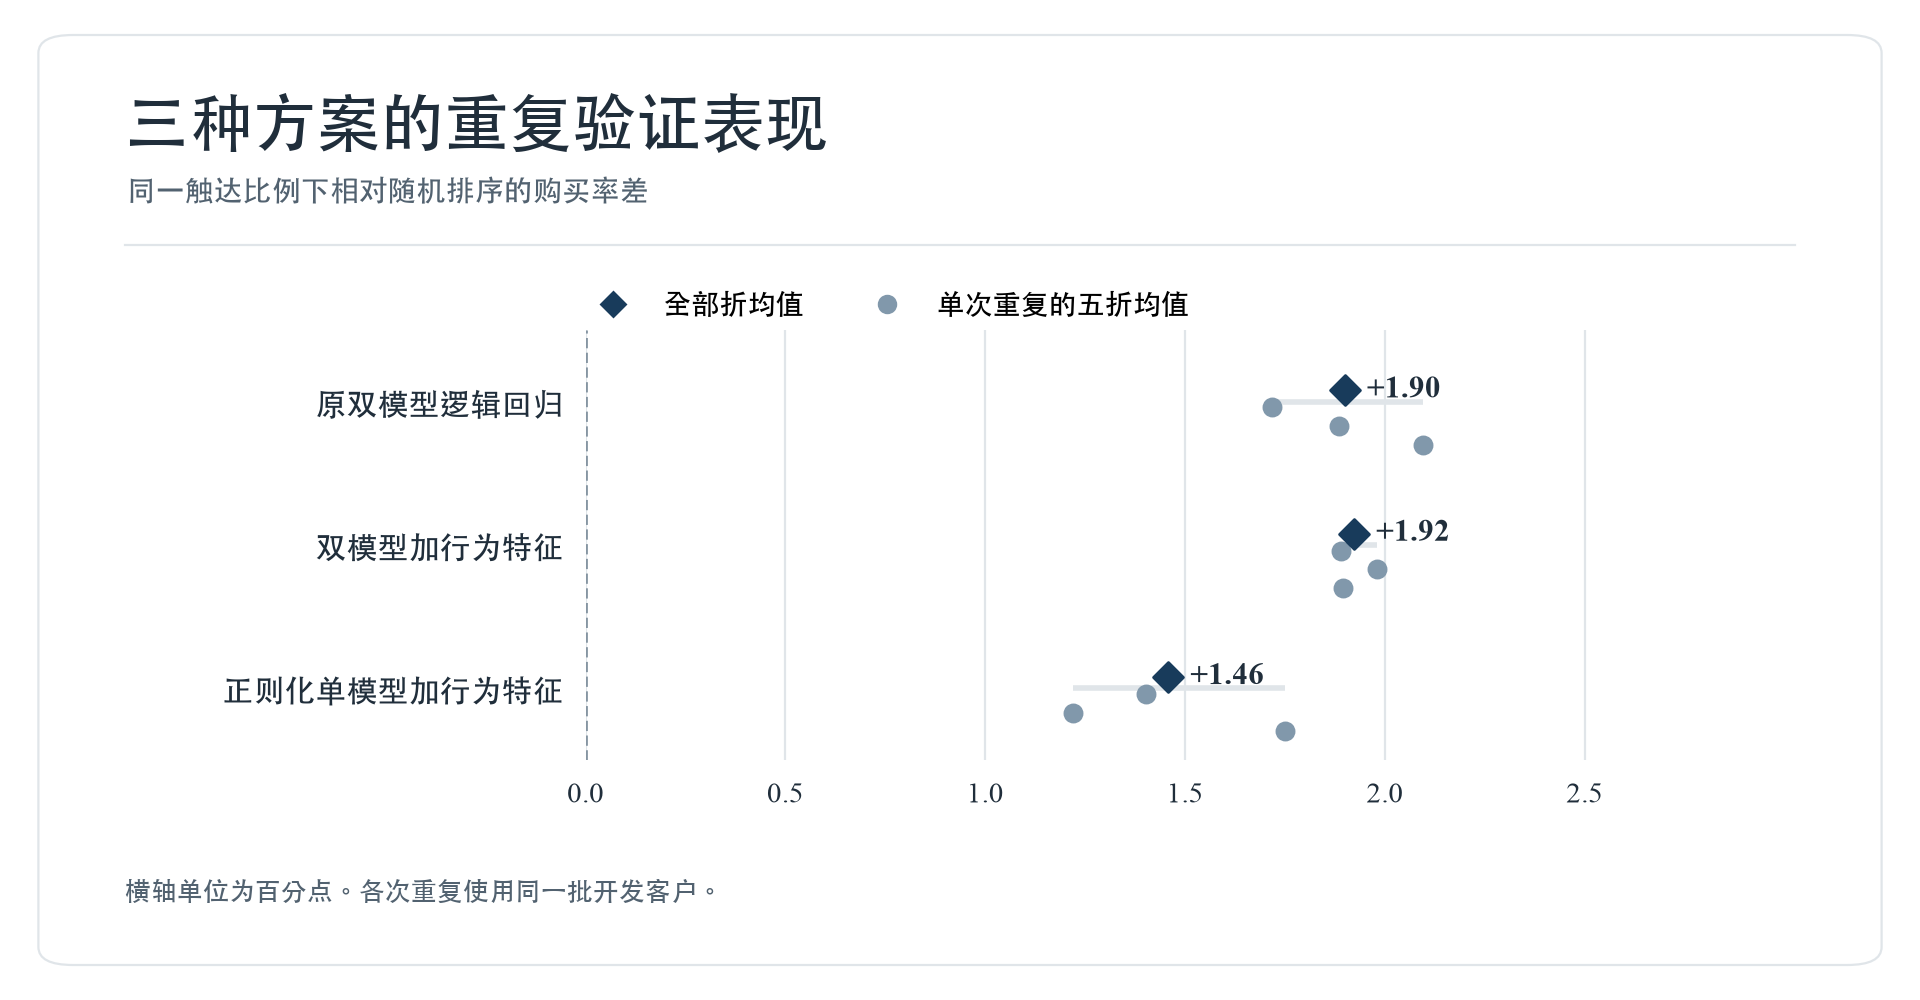 三种方案的重复验证表现
同一触达比例下相对随机排序的购买率差
全部折均值 单次重复的五折均值
原双模型逻辑回归 +1.90
双模型加行为特征 +1.92
正则化单模型加行为特征 +1.46
0.0 0.5 1.0 1.5 2.0 2.5
横轴单位为百分点。各次重复使用同一批开发客户。